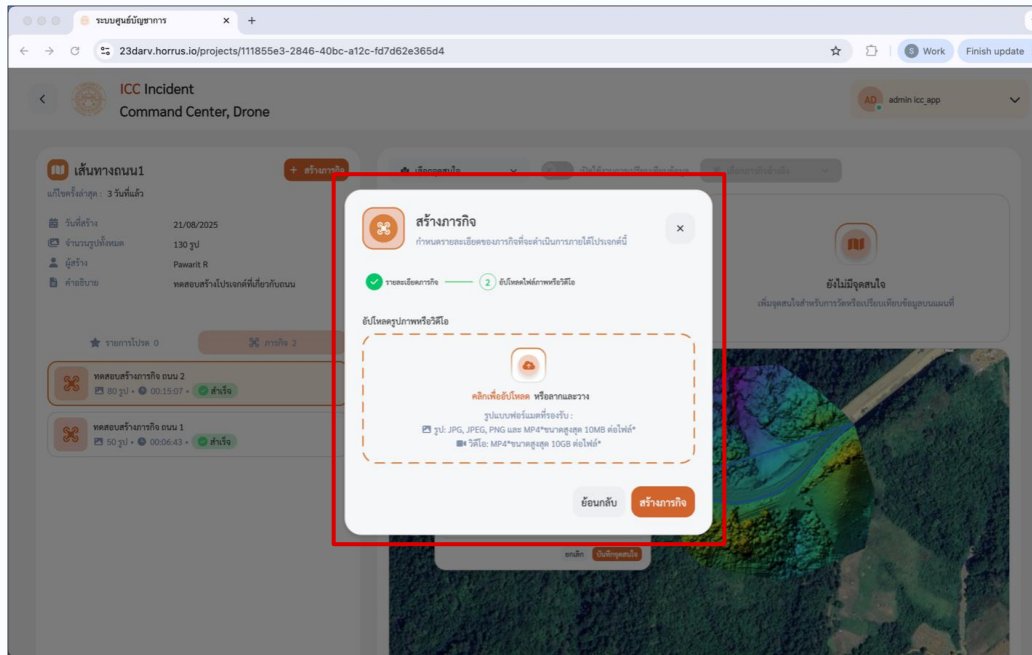 ระบบศูนย์บัญชาการ
23darv.horrus.io/projects/111855e3-2846-40bc-a12c-fd7d62e365d4
S Work
Finish update
ICC Incident
Command Center, Drone
AD admin icc_app
เส้นทางถนน1
+ สร้างภารกิจ
แก้ไขครั้งล่าสุด : 3 วันที่แล้ว
วันที่สร้าง 21/08/2025
จำนวนรูปทั้งหมด 130 รูป
ผู้สร้าง Pawarit R
คำอธิบาย ทดสอบสร้างโปรเจกต์ที่เกี่ยวกับถนน
รายการโปรด 0
ภารกิจ 2
ทดสอบสร้างภารกิจ ถนน 2
80 รูป • 00:15:07 • สำเร็จ
ทดสอบสร้างภารกิจ ถนน 1
50 รูป • 00:06:43 • สำเร็จ
เลือกจุดสนใจ
สร้างภารกิจ
กำหนดรายละเอียดของภารกิจที่จะดำเนินการภายใต้โปรเจกต์นี้
รายละเอียดภารกิจ
2 อัปโหลดไฟล์ภาพหรือวิดีโอ
อัปโหลดรูปภาพหรือวิดีโอ
คลิกเพื่ออัปโหลด หรือลากและวาง
รูปแบบฟอร์แมตที่รองรับ :
รูป: JPG, JPEG, PNG และ MP4*ขนาดสูงสุด 10MB ต่อไฟล์*
วิดีโอ: MP4*ขนาดสูงสุด 10GB ต่อไฟล์*
ย้อนกลับ
สร้างภารกิจ
ยังไม่มีจุดสนใจ
เพิ่มจุดสนใจสำหรับการวัดหรือเปรียบเทียบข้อมูลบนแผนที่
ยกเลิก
บันทึกจุดสนใจ